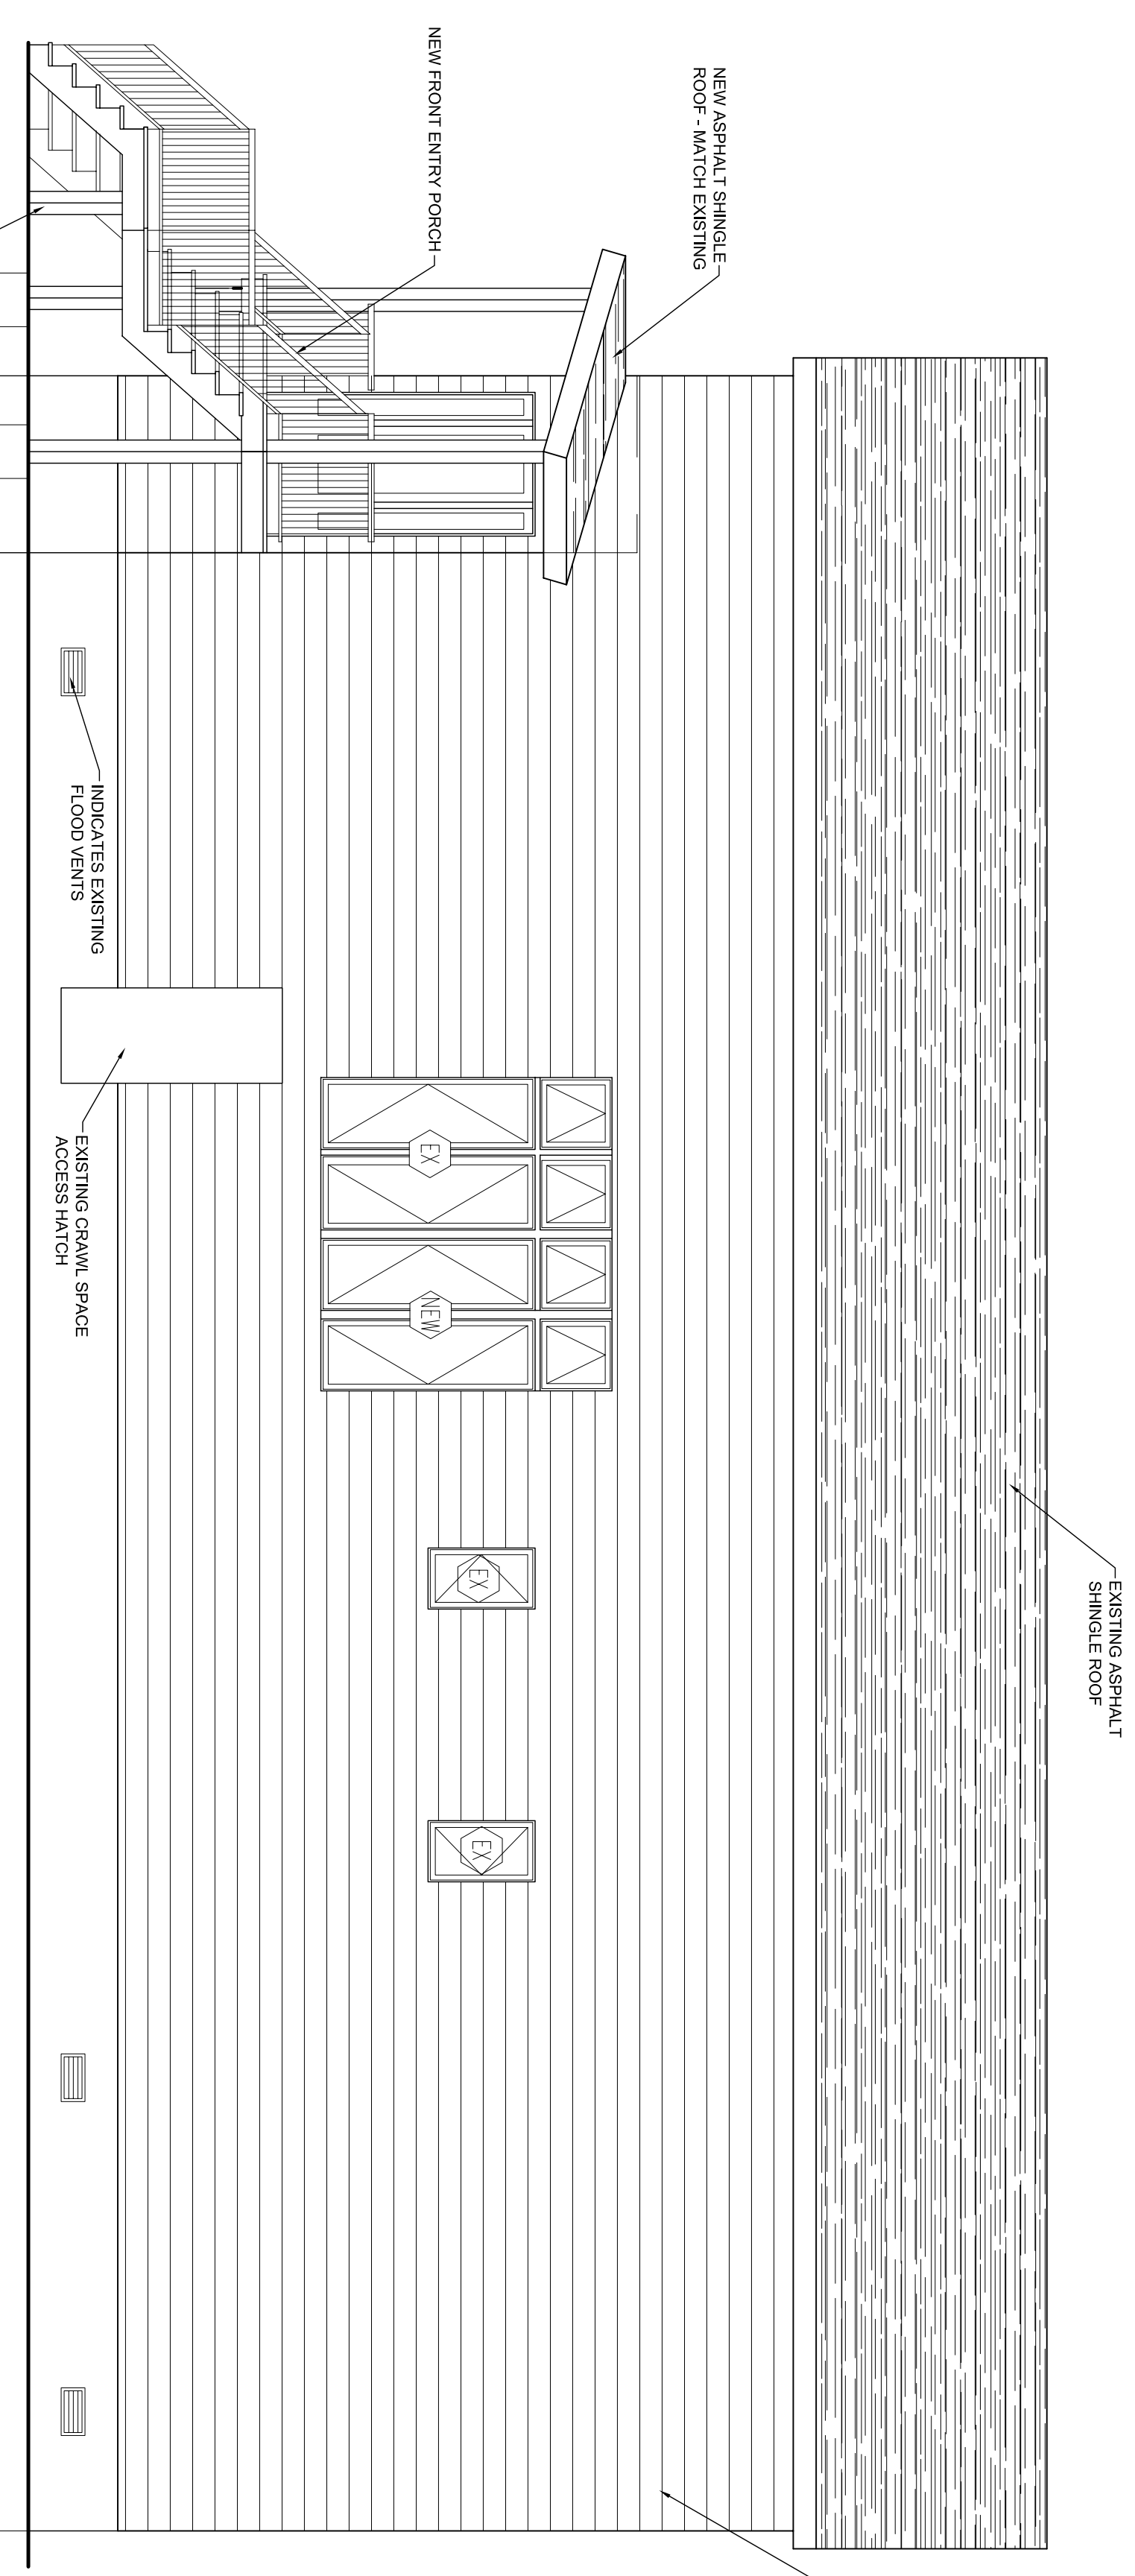 NEW ASPHALT SHINGLE
ROOF - MATCH EXISTING
NEW FRONT ENTRY PORCH
EXISTING ASPHALT
SHINGLE ROOF
EX
NEW
EX
EX
INDICATES EXISTING
FLOOD VENTS
EXISTING CRAWL SPACE
ACCESS HATCH